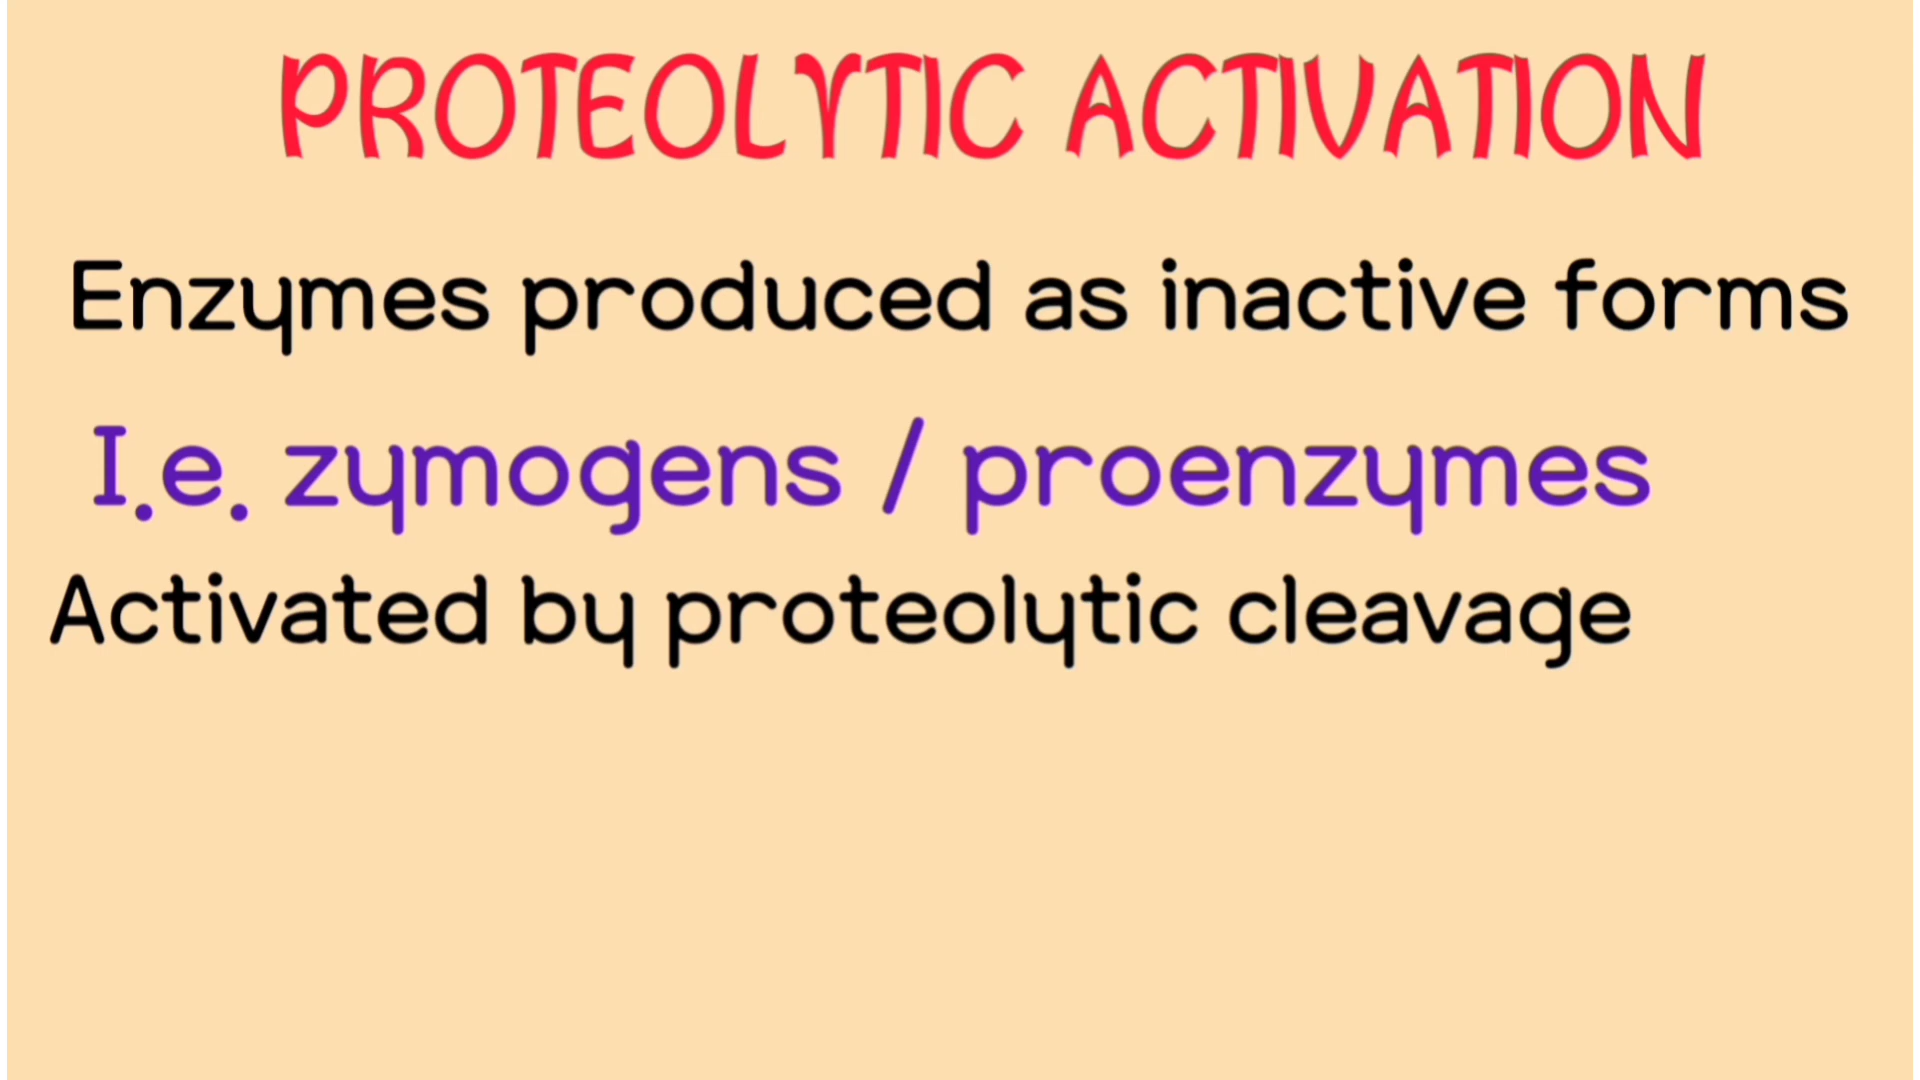 PROTEOLYTIC ACTIVATION
Enzymes produced as inactive forms
I.e. zymogens / proenzymes
Activated by proteolytic cleavage